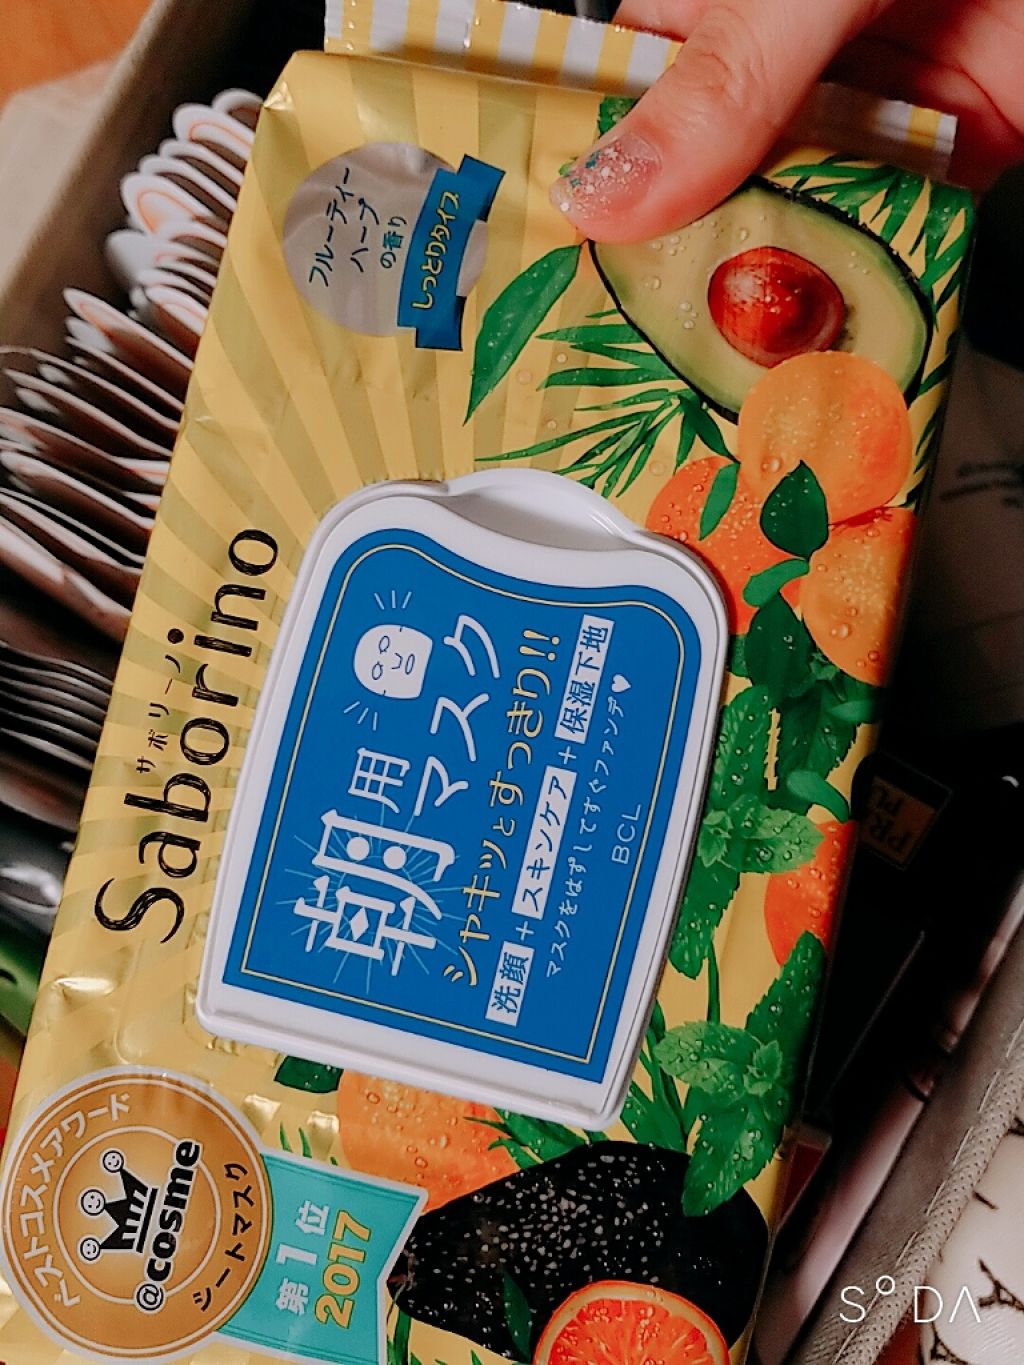 フルーティー
ハーブ
の香り
しっとりタイプ
サボリーノ
Saborino
朝用
マスク
シャキッとすっきり!!
洗顔+スキンケア+保湿下地
マスクをはずしてすぐファンデ♥
BCL
ベストコスメアワード
@cosme
シートマスク
第1位
2017
SODA